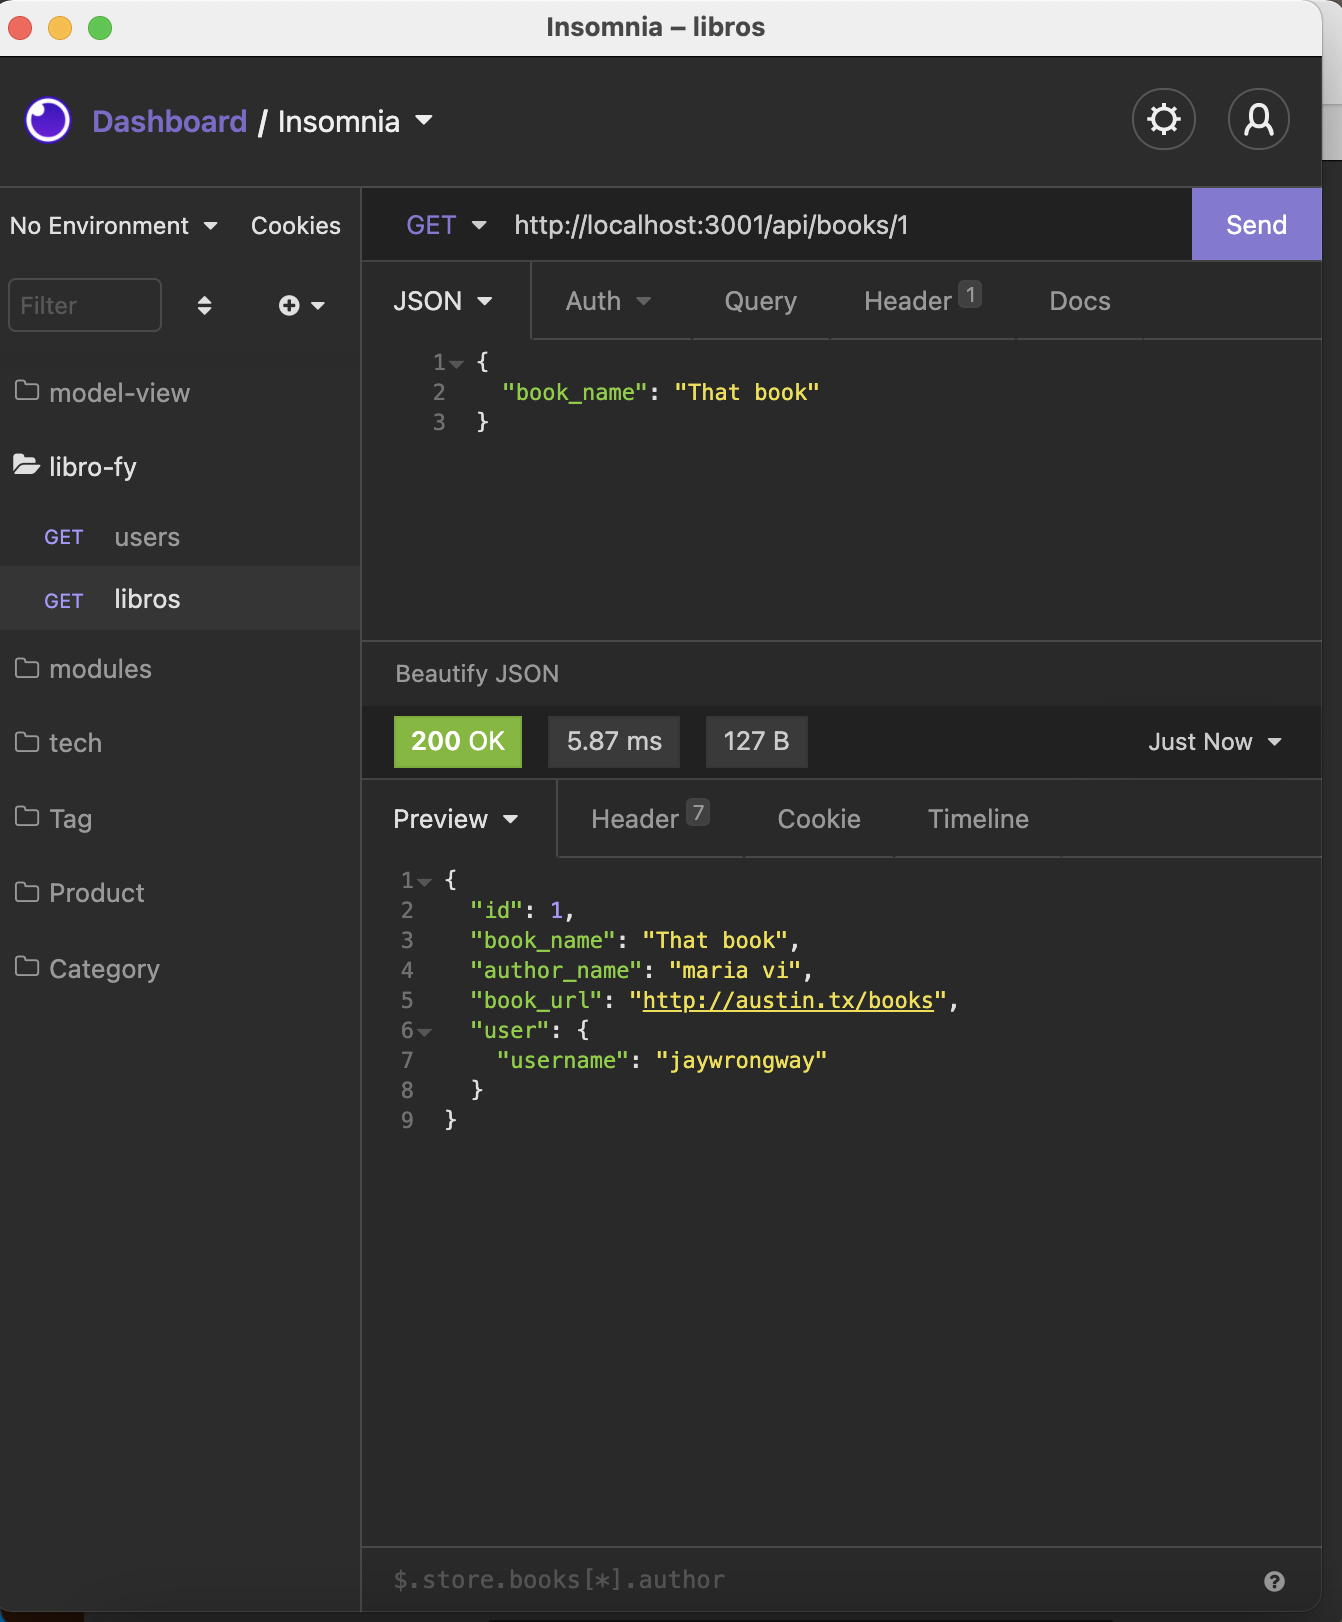 Insomnia – libros
Dashboard / Insomnia
No Environment
Cookies
GET
http://localhost:3001/api/books/1
Send
Filter
JSON
Auth
Query
Header 1
Docs
model-view
libro-fy
GET users
GET libros
modules
tech
Tag
Product
Category
1 {
2 "book_name": "That book"
3 }
Beautify JSON
200 OK
5.87 ms
127 B
Just Now
Preview
Header 7
Cookie
Timeline
1 {
2 "id": 1,
3 "book_name": "That book",
4 "author_name": "maria vi",
5 "book_url": "http://austin.tx/books",
6 "user": {
7 "username": "jaywrongway"
8 }
9 }
$.store.books[*].author
?